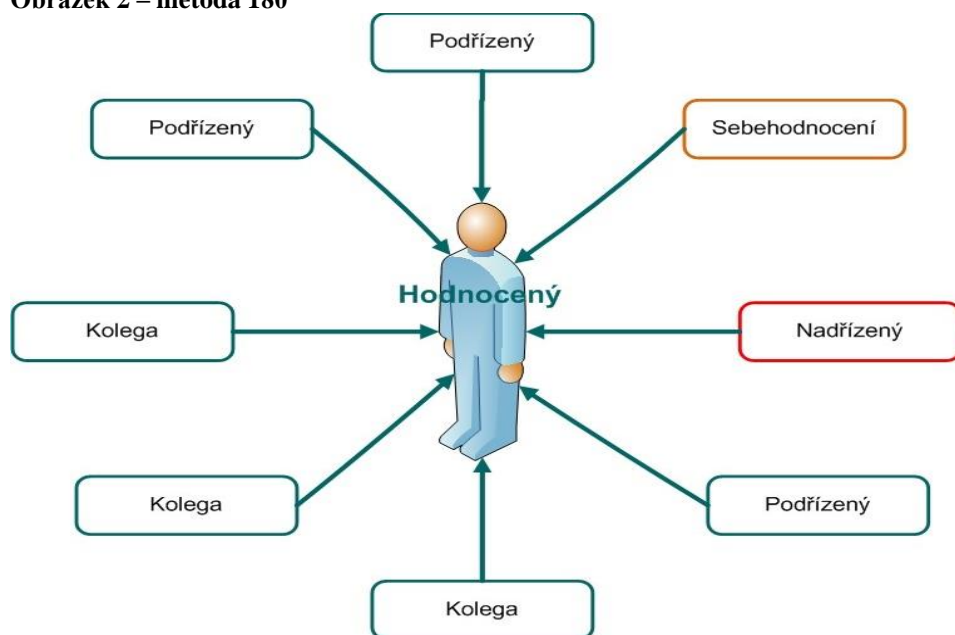 Obrázek 2 – metoda 180°
Podřízený
Podřízený
Sebehodnocení
Hodnocený
Kolega
Nadřízený
Kolega
Podřízený
Kolega